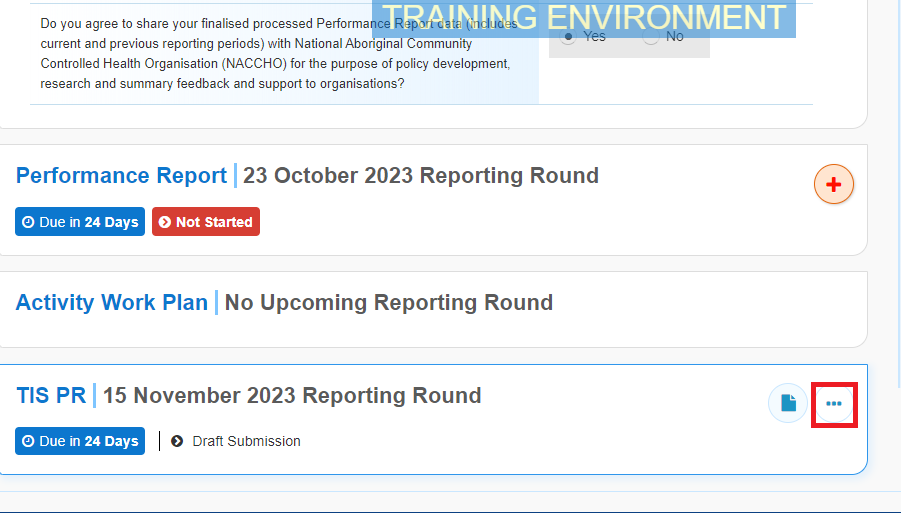 TRAINING ENVIRONMENT
Do you agree to share your finalised processed Performance Report data (includes
current and previous reporting periods) with National Aboriginal Community
Controlled Health Organisation (NACCHO) for the purpose of policy development,
research and summary feedback and support to organisations?
Yes No
Performance Report 23 October 2023 Reporting Round
Due in 24 Days Not Started
Activity Work Plan No Upcoming Reporting Round
TIS PR 15 November 2023 Reporting Round
Due in 24 Days Draft Submission